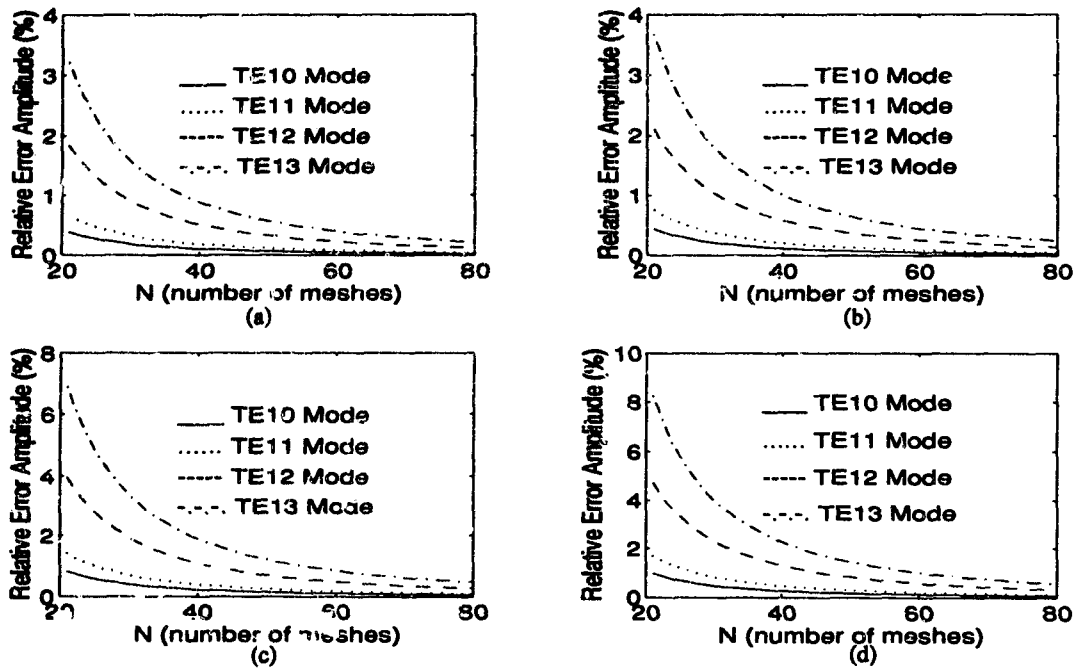 Relative Error Amplitude (%)
4
3
2
1
0
TE10 Mode
TE11 Mode
TE12 Mode
TE13 Mode
20
40
60
80
N (number of meshes)
(a)
Relative Error Amplitude (%)
4
3
2
1
0
TE10 Mode
TE11 Mode
TE12 Mode
TE13 Mode
20
40
60
80
N (number of meshes)
(b)
Relative Error Amplitude (%)
8
6
4
2
0
TE10 Mode
TE11 Mode
TE12 Mode
TE13 Mode
20
40
60
80
N (number of meshes)
(c)
Relative Error Amplitude (%)
10
8
6
4
2
0
TE10 Mode
TE11 Mode
TE12 Mode
TE13 Mode
20
40
60
80
N (number of meshes)
(d)